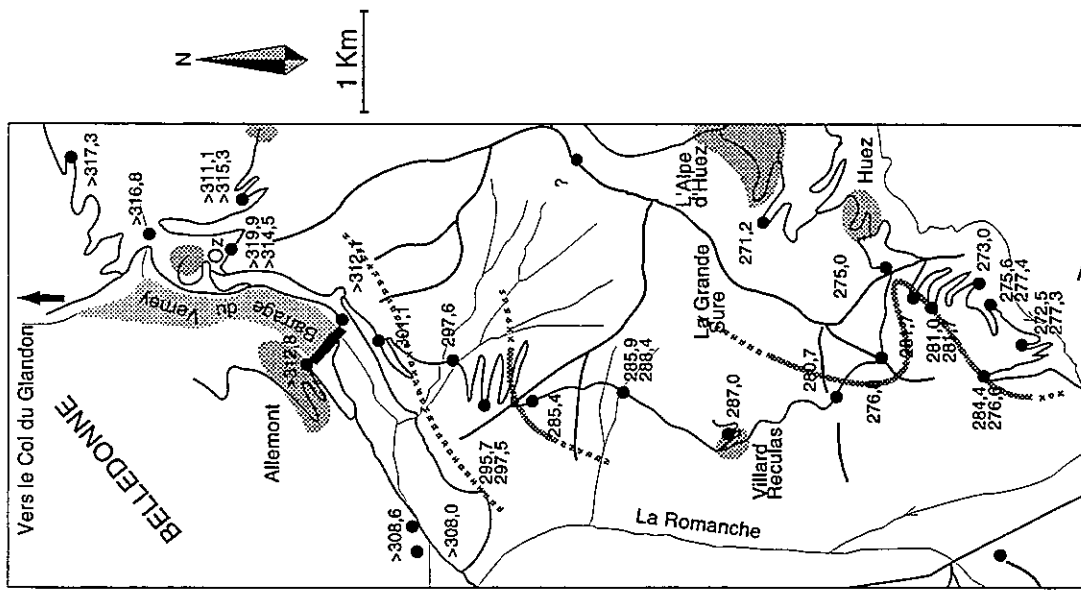 Vers le Col du Glandon
BELLEDONNE
N
1 Km
>317,3
>316,8
>311,1
>315,3
>319,9
>314,5
Oz
Barrage du Verney
>312,8
Allemont
>312,1
301,1
297,6
295,7
297,5
285,4
285,9
288,4
>308,6
>308,0
?
L'Alpe
d'Huez
271,2
Huez
La Grande
Sure
275,0
287,0
Villard
Reculas
280,7
276,
281,7
281,0
273,0
275,6
277,4
272,5
277,3
284,4
La Romanche